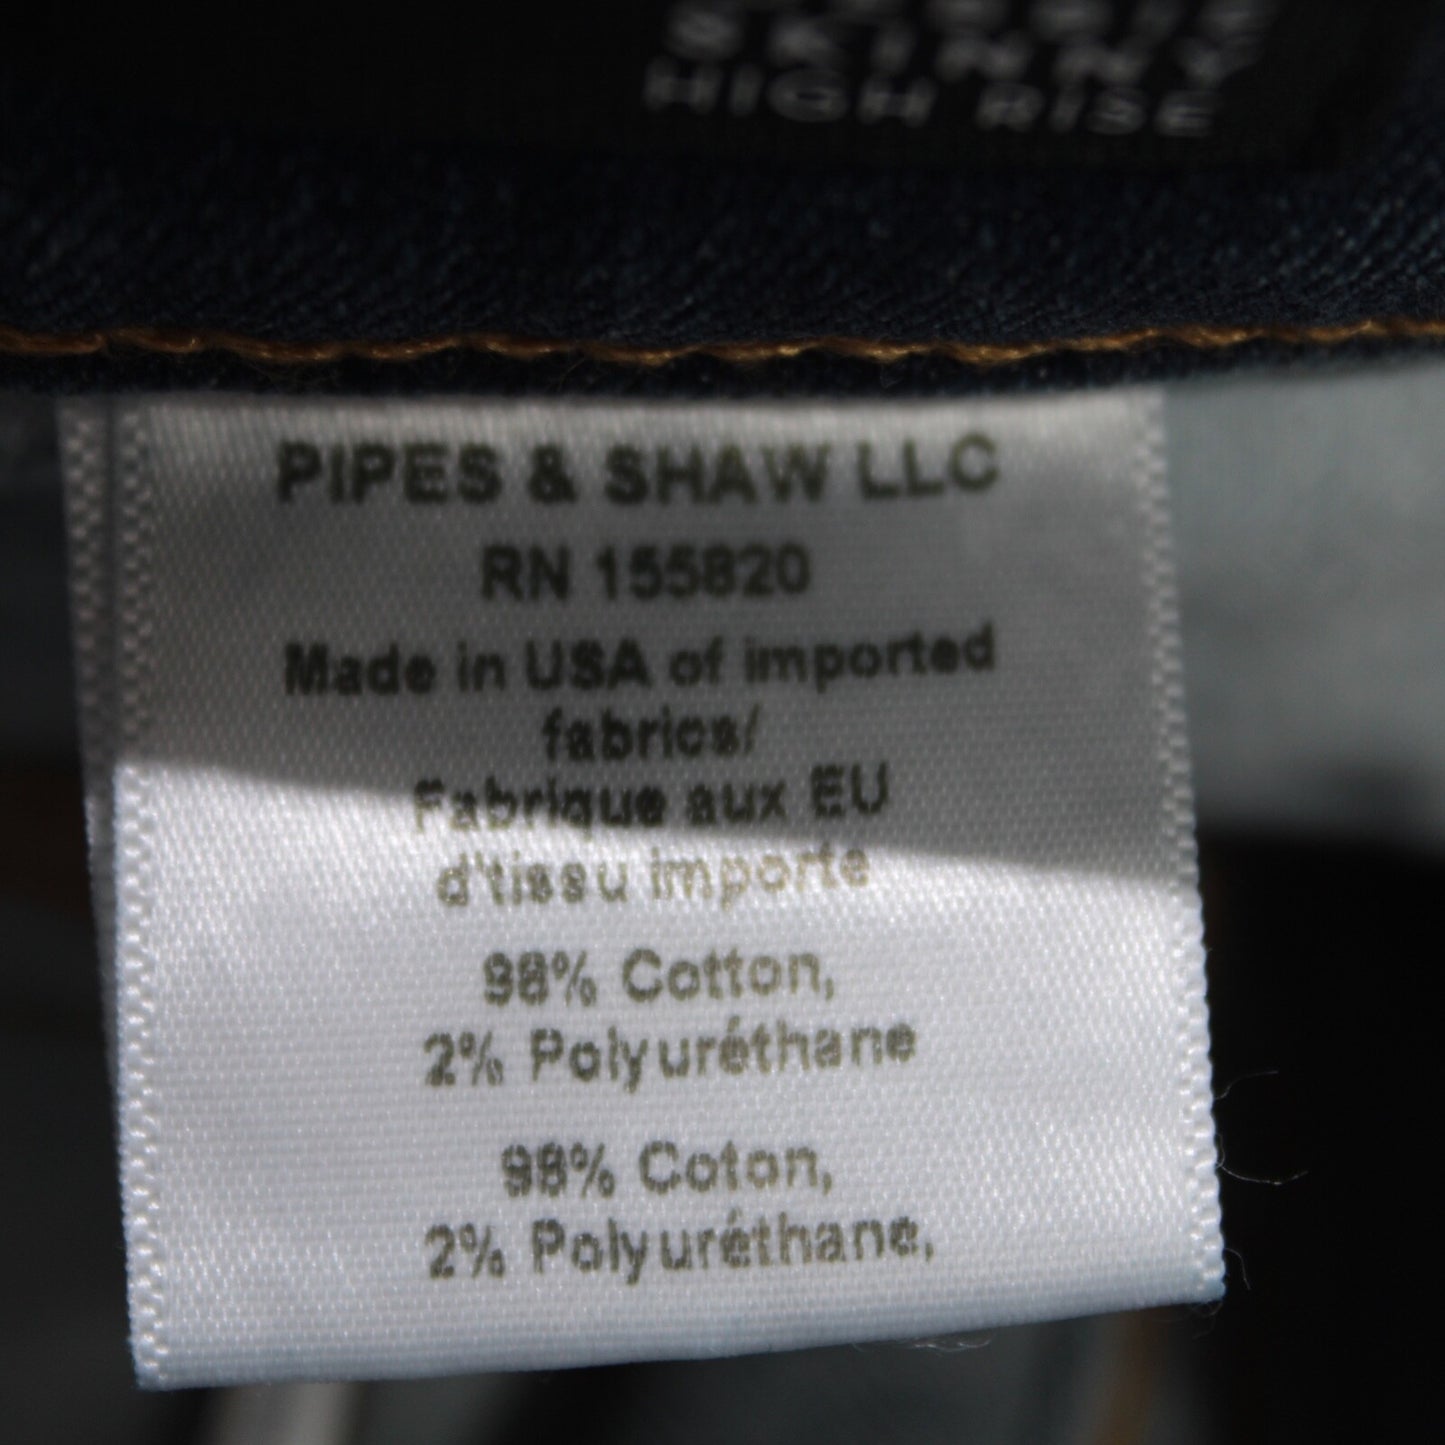 SKINNY
HIGH RISE
PIPES & SHAW LLC
RN 155820
Made in USA of imported
fabrics/
Fabrique aux EU
d'tissu importe
98% Cotton,
2% Polyuréthane
98% Coton,
2% Polyuréthane,